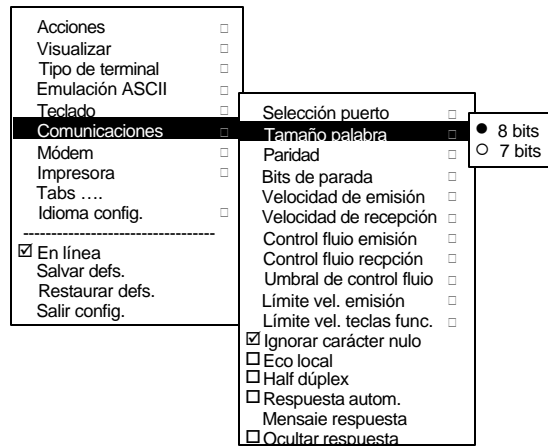 Acciones
Visualizar
Tipo de terminal
Emulación ASCII
Teclado
Comunicaciones
Módem
Impresora
Tabs ....
Idioma config.
---------------------------------
En línea
Salvar defs.
Restaurar defs.
Salir config.
Selección puerto
Tamaño palabra
Paridad
Bits de parada
Velocidad de emisión
Velocidad de recepción
Control flujo emisión
Control flujo recpción
Umbral de control flujo
Límite vel. emisión
Límite vel. teclas func.
Ignorar carácter nulo
Eco local
Half dúplex
Respuesta autom.
Mensaje respuesta
Ocultar respuesta
8 bits
7 bits